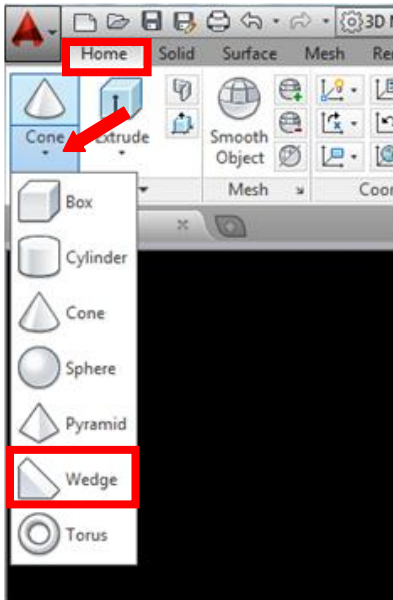 3D
Home Solid Surface Mesh
Cone Extrude Smooth
Object
Mesh
Box
Cylinder
Cone
Sphere
Pyramid
Wedge
Torus